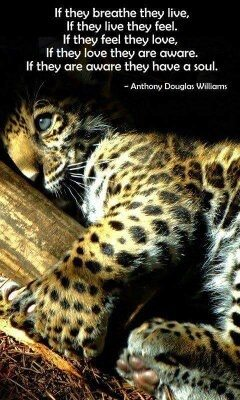 If they breathe they live,
If they live they feel.
If they feel they love,
If they love they are aware.
If they are aware they have a soul.
~ Anthony Douglas Williams